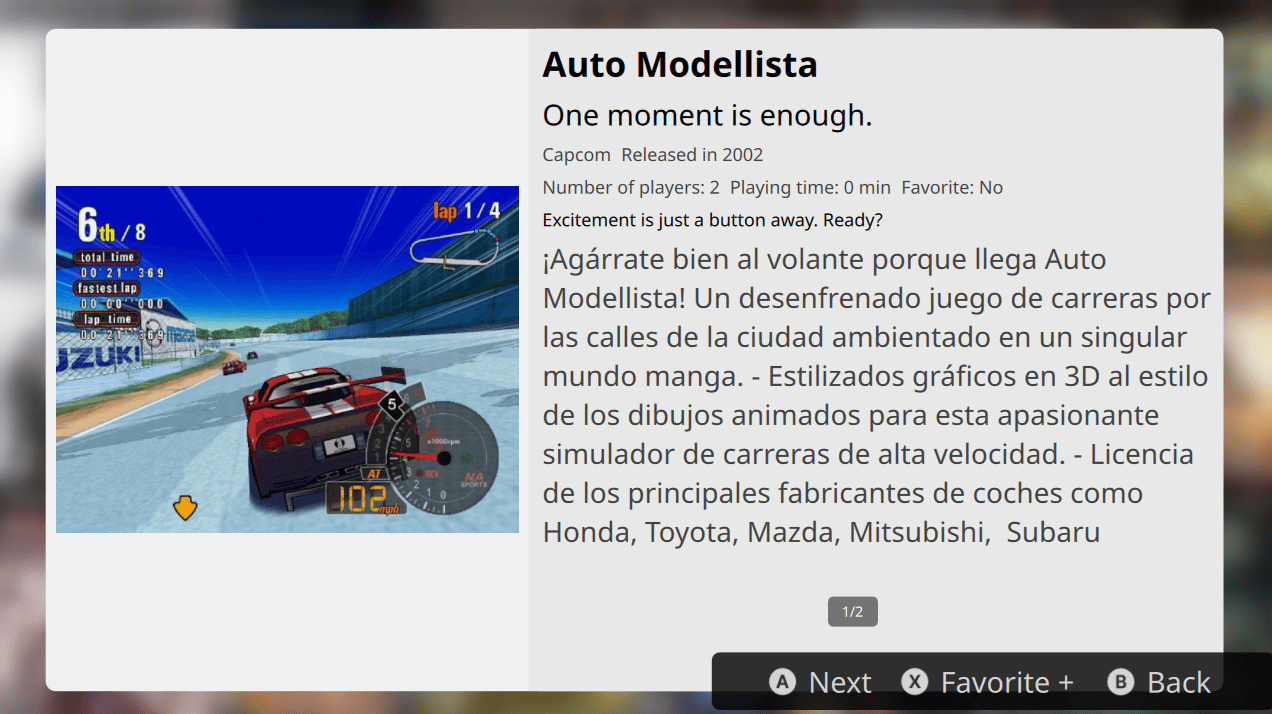 Auto Modellista
One moment is enough.
Capcom Released in 2002
Number of players: 2 Playing time: 0 min Favorite: No
Excitement is just a button away. Ready?
¡Agárrate bien al volante porque llega Auto
Modellista! Un desenfrenado juego de carreras por
las calles de la ciudad ambientado en un singular
mundo manga. - Estilizados gráficos en 3D al estilo
de los dibujos animados para esta apasionante
simulador de carreras de alta velocidad. - Licencia
de los principales fabricantes de coches como
Honda, Toyota, Mazda, Mitsubishi,  Subaru
6th / 8
lap 1 / 4
total time
00'21''369
fastest lap
00'00''000
lap time
00'21''369
mazda
UZUKI
5
x1000rpm
AT
REV
NA
SPORTS
102 mph
1/2
A Next X Favorite + B Back